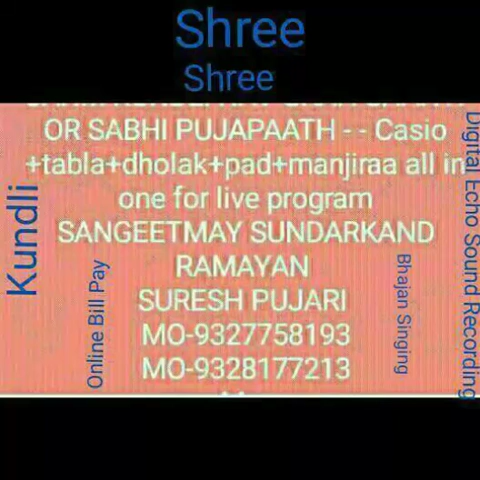 Shree
Shree
OR SABHI PUJAPAATH - - Casio
+tabla+dholak+pad+manjiraa all in
one for live program
SANGEETMAY SUNDARKAND
RAMAYAN
SURESH PUJARI
MO-9327758193
MO-9328177213
Kundli
Online Bill Pay
Bhajan Singing
Digital Echo Sound Recording